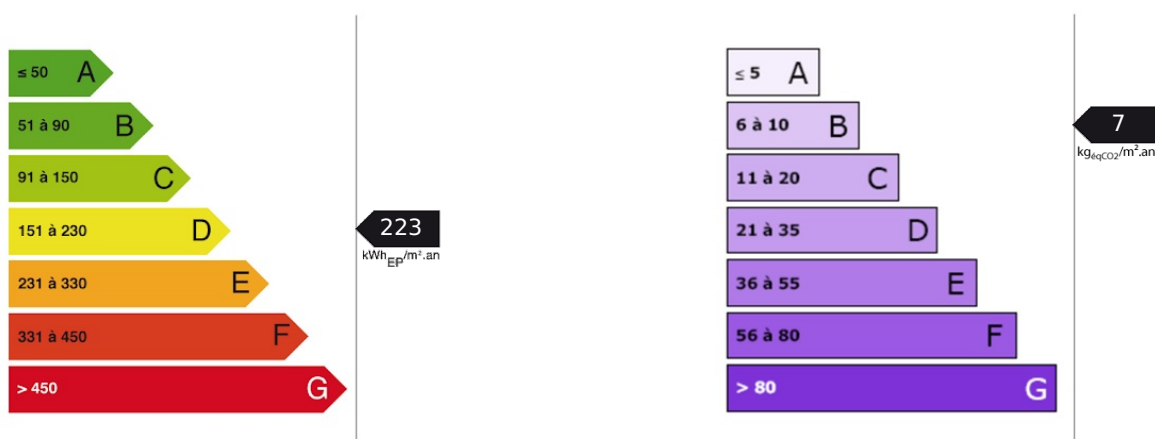 ≤ 50 A
51 à 90 B
91 à 150 C
151 à 230 D
231 à 330 E
331 à 450 F
> 450 G
223
kWhEP/m².an
≤ 5 A
6 à 10 B
11 à 20 C
21 à 35 D
36 à 55 E
56 à 80 F
> 80 G
7
kgéqCO2/m².an